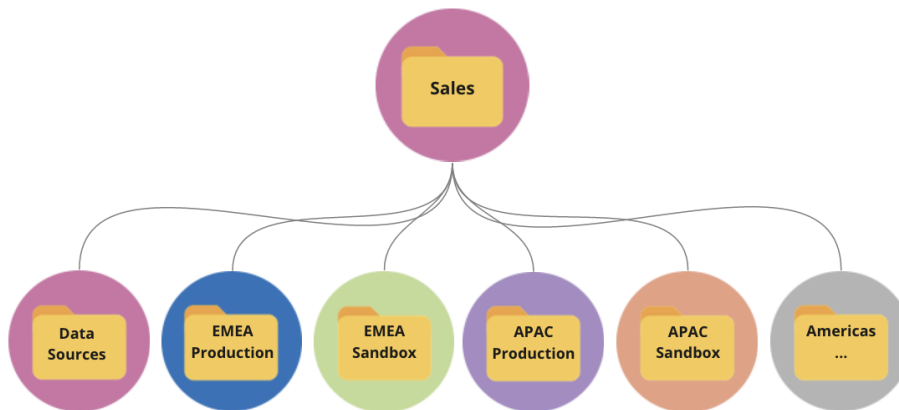 Sales
Data
Sources
EMEA
Production
EMEA
Sandbox
APAC
Production
APAC
Sandbox
Americas
...